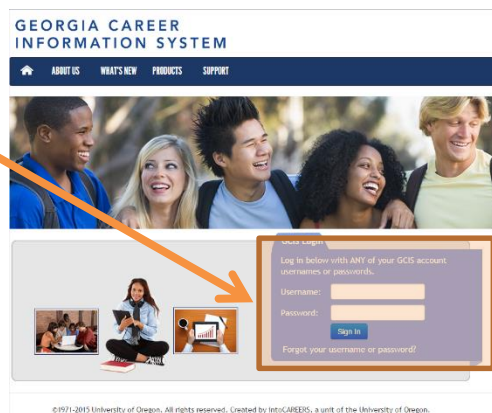 GEORGIA CAREER
INFORMATION SYSTEM
ABOUT US WHAT'S NEW PRODUCTS SUPPORT
GCIS Login
Log in below with ANY of your GCIS account
usernames or passwords.
Username:
Password:
Sign In
Forgot your username or password?
©1971-2015 University of Oregon. All rights reserved. Created by intoCAREERS, a unit of the University of Oregon.